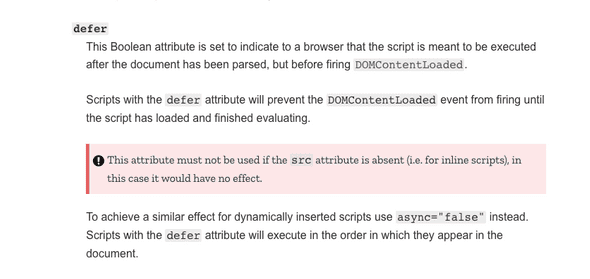 defer
This Boolean attribute is set to indicate to a browser that the script is meant to be executed
after the document has been parsed, but before firing DOMContentLoaded.
Scripts with the defer attribute will prevent the DOMContentLoaded event from firing until
the script has loaded and finished evaluating.
This attribute must not be used if the src attribute is absent (i.e. for inline scripts), in
this case it would have no effect.
To achieve a similar effect for dynamically inserted scripts use async="false" instead.
Scripts with the defer attribute will execute in the order in which they appear in the
document.